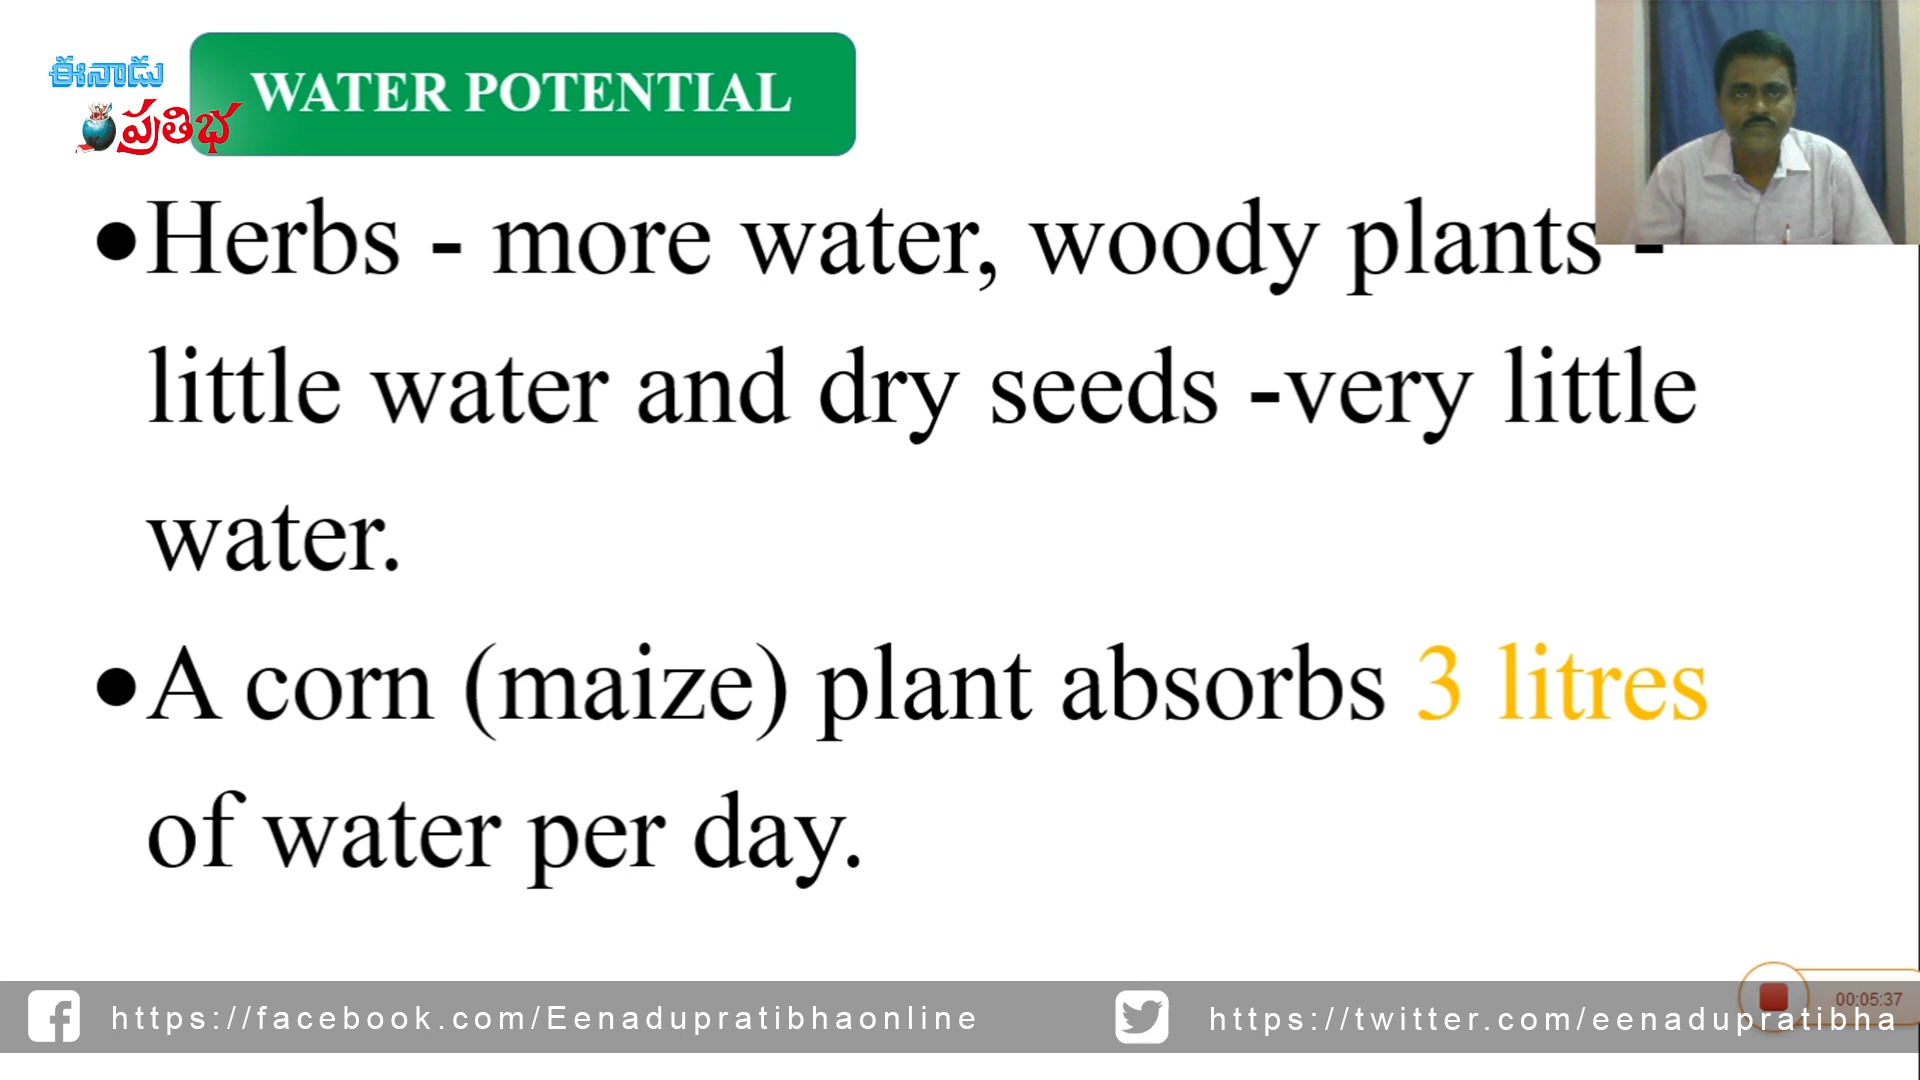 ఈనాడు
ప్రతిభ
WATER POTENTIAL
•Herbs - more water, woody plants -
little water and dry seeds -very little
water.
•A corn (maize) plant absorbs 3 litres
of water per day.
00:05:37
https://facebook.com/Eenadupratibhaonline
https://twitter.com/eenadupratibha